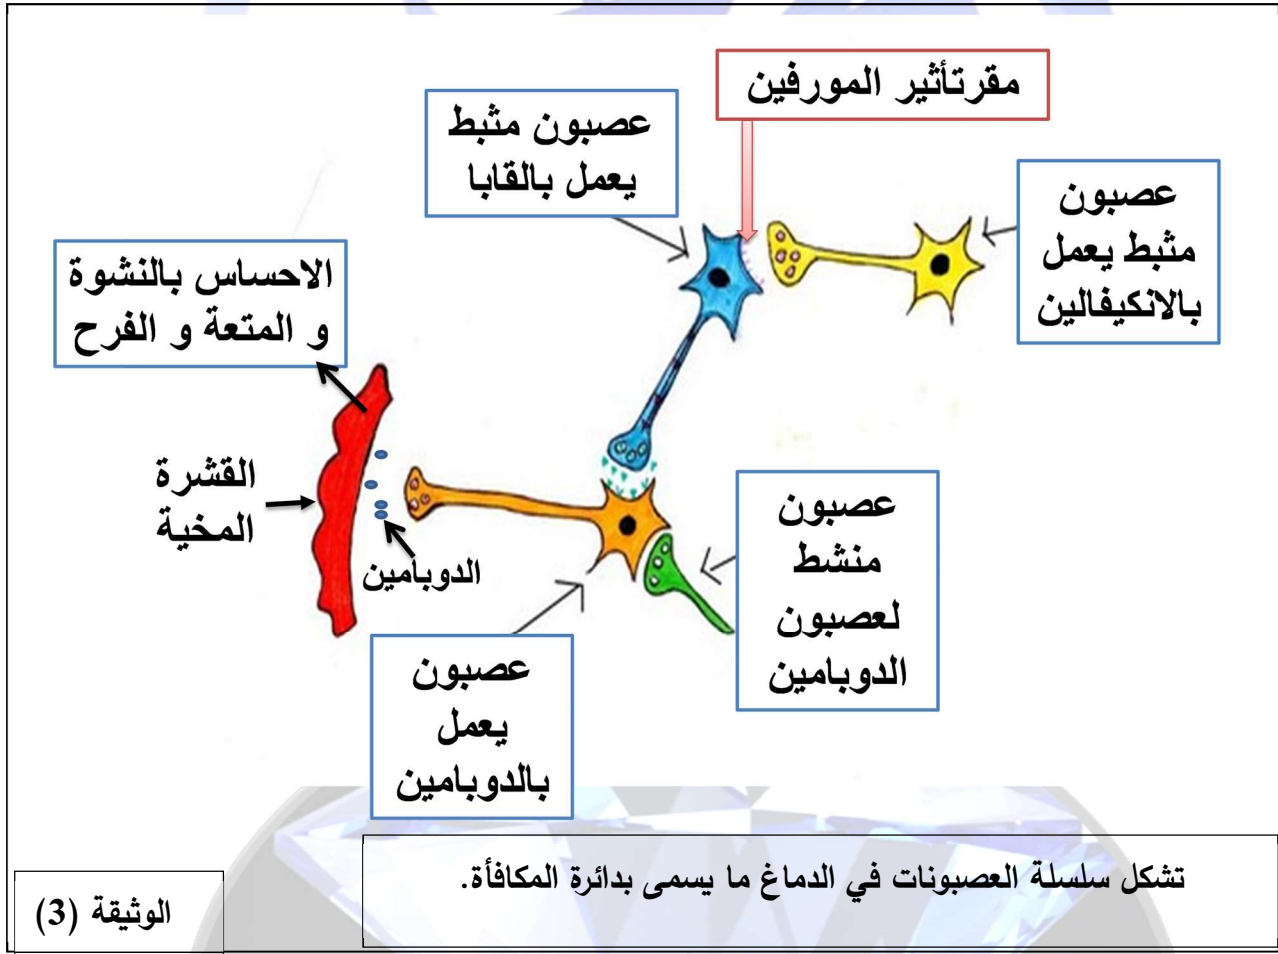 مقرتأثير المورفين
عصبون مثبط
يعمل بالقابا
عصبون
مثبط يعمل
بالانكيفالين
الاحساس بالنشوة
و المتعة و الفرح
القشرة
المخية
الدوبامين
عصبون
منشط
لعصبون
الدوبامين
عصبون
يعمل
بالدوبامين
تشكل سلسلة العصبونات في الدماغ ما يسمى بدائرة المكافأة.
الوثيقة (3)